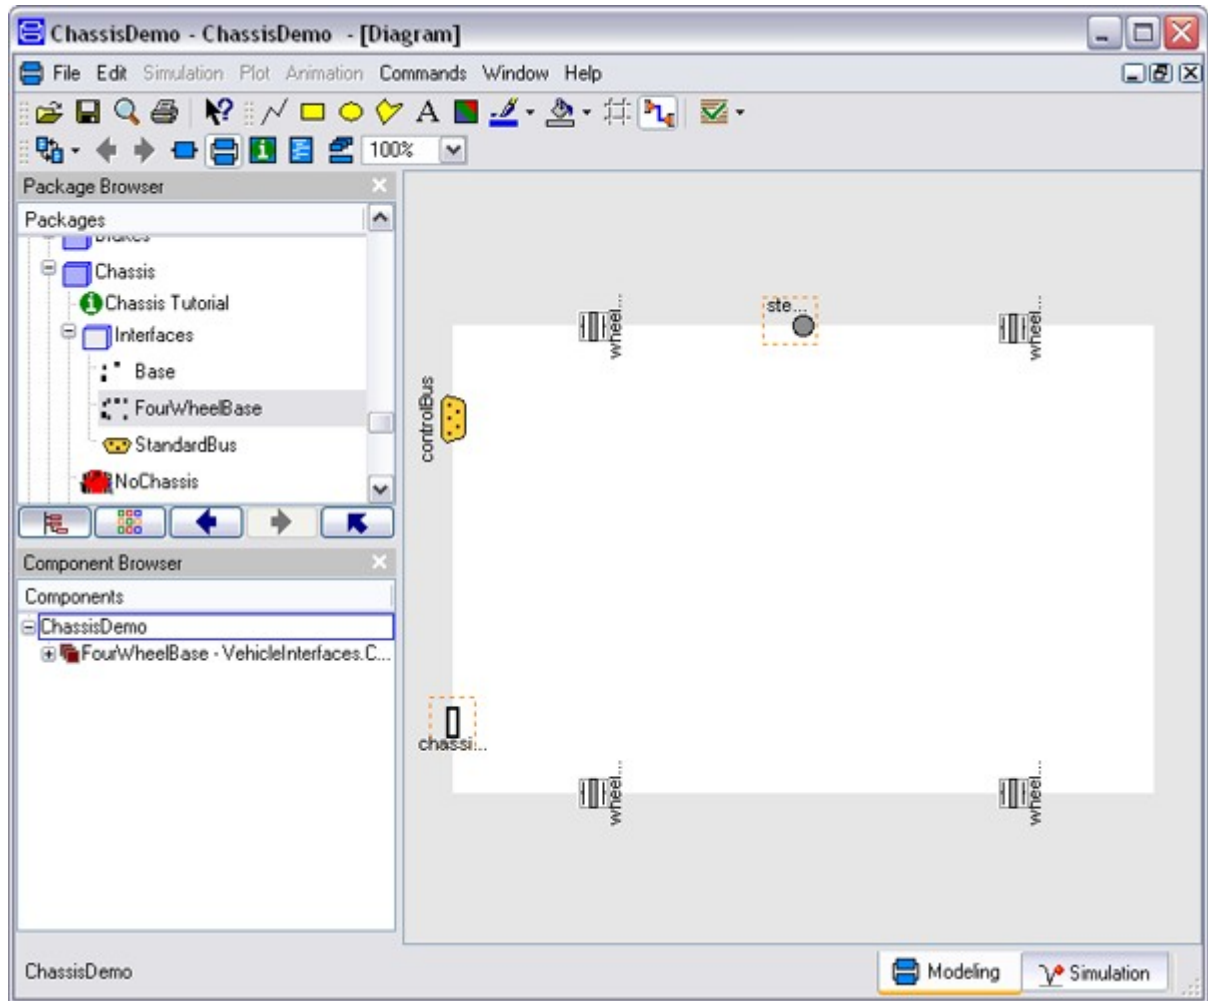 ChassisDemo - ChassisDemo - [Diagram]
File Edit Simulation Plot Animation Commands Window Help
A
100%
Package Browser
Packages
Brakes
Chassis
Chassis Tutorial
Interfaces
Base
FourWheelBase
StandardBus
NoChassis
Component Browser
Components
ChassisDemo
FourWheelBase - VehicleInterfaces.C...
wheel...
ste...
wheel...
controlBus
chassi...
wheel...
wheel...
ChassisDemo
Modeling
Simulation